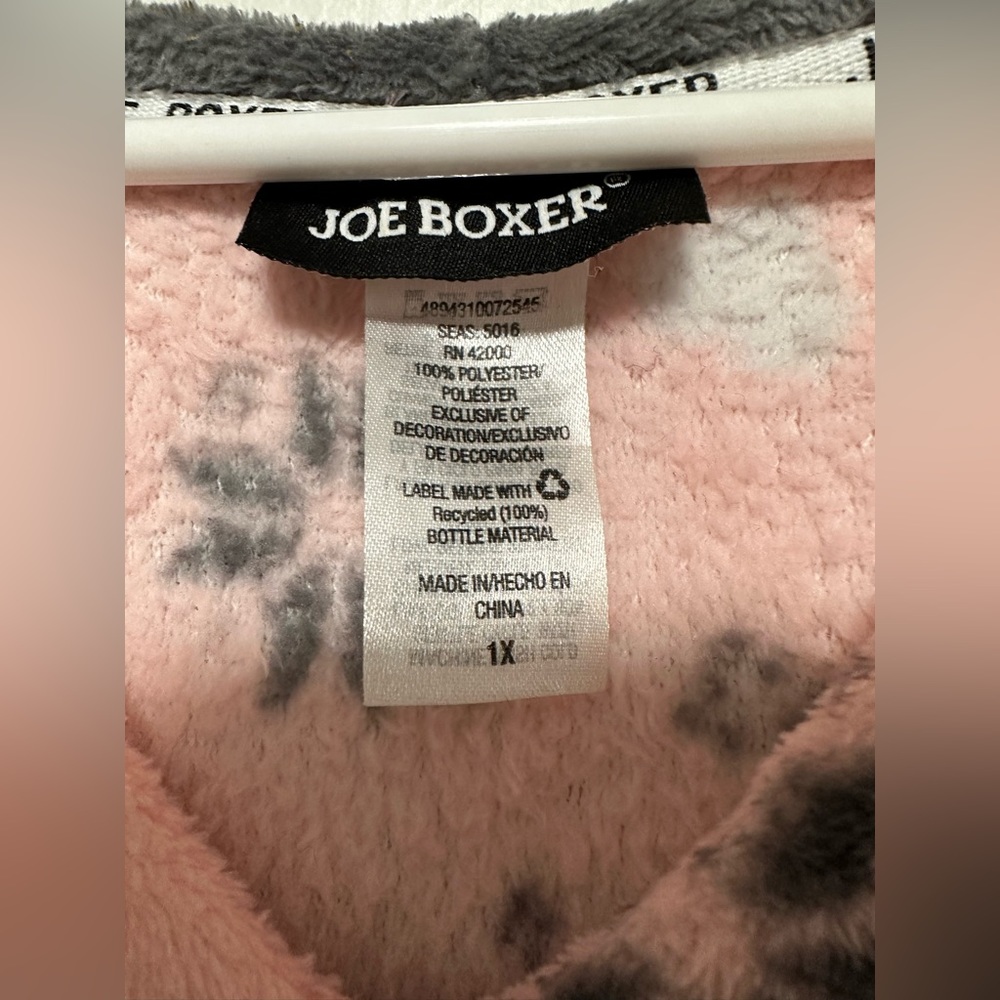 BOXER
JOE BOXER
4894310072545
SEAS: 5016
RN 42000
100% POLYESTER/
POLIÉSTER
EXCLUSIVE OF
DECORATION/EXCLUSIVO
DE DECORACIÓN
LABEL MADE WITH
Recycled (100%)
BOTTLE MATERIAL
MADE IN/HECHO EN
CHINA
1X